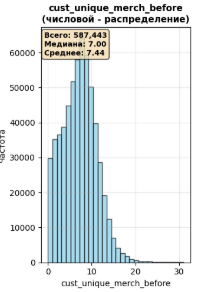 cust_unique_merch_before
(числовой - распределение)
Всего: 587,443
Медиана: 7.00
Среднее: 7.44
60000
50000
40000
30000
20000
10000
0
Частота
0 10 20 30
cust_unique_merch_before